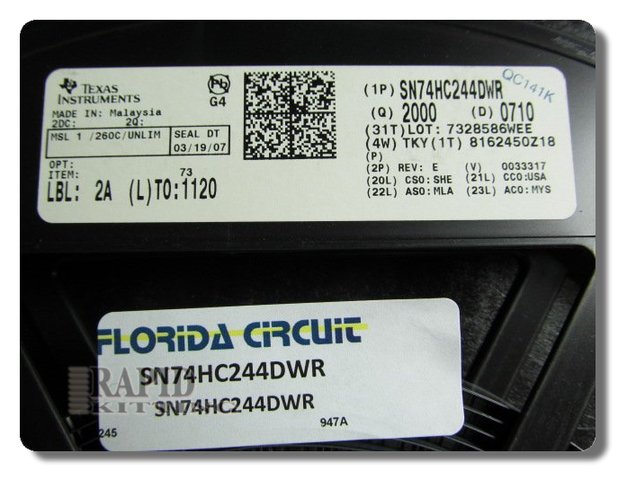 TEXAS
INSTRUMENTS
Pb
G4
MADE IN: Malaysia
2DC: 2Q:
MSL 1 /260C/UNLIM
SEAL DT
03/19/07
OPT:
ITEM: 73
LBL: 2A (L)TO:1120
(1P) SN74HC244DWR
QC141K
(Q) 2000 (D) 0710
(31T)LOT: 7328586WEE
(4W) TKY(1T) 8162450Z18
(P)
(2P) REV: E (V) 0033317
(20L) CSO:SHE (21L) CCO:USA
(22L) ASO:MLA (23L) ACO:MYS
FLORIDA CIRCUIT
SN74HC244DWR
SN74HC244DWR
245 947A
RAPID